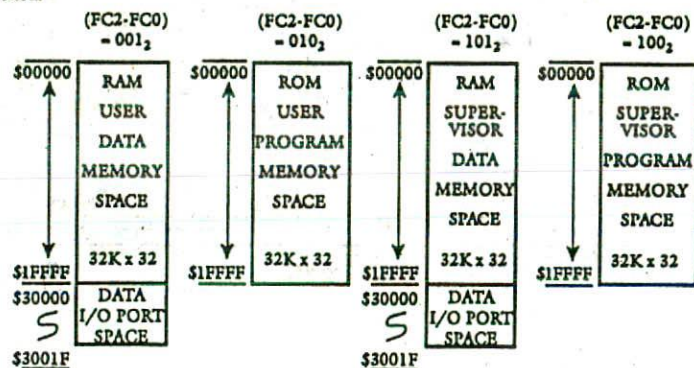 (FC2-FC0)
= 001₂
$00000
RAM
USER
DATA
MEMORY
SPACE
32K x 32
$1FFFF
$30000
DATA
I/O PORT
SPACE
$3001F
(FC2-FC0)
= 010₂
$00000
ROM
USER
PROGRAM
MEMORY
SPACE
32K x 32
$1FFFF
(FC2-FC0)
= 101₂
$00000
RAM
SUPER-
VISOR
DATA
MEMORY
SPACE
32K x 32
$1FFFF
$30000
DATA
I/O PORT
SPACE
$3001F
(FC2-FC0)
= 100₂
$00000
ROM
SUPER-
VISOR
PROGRAM
MEMORY
SPACE
32K x 32
$1FFFF